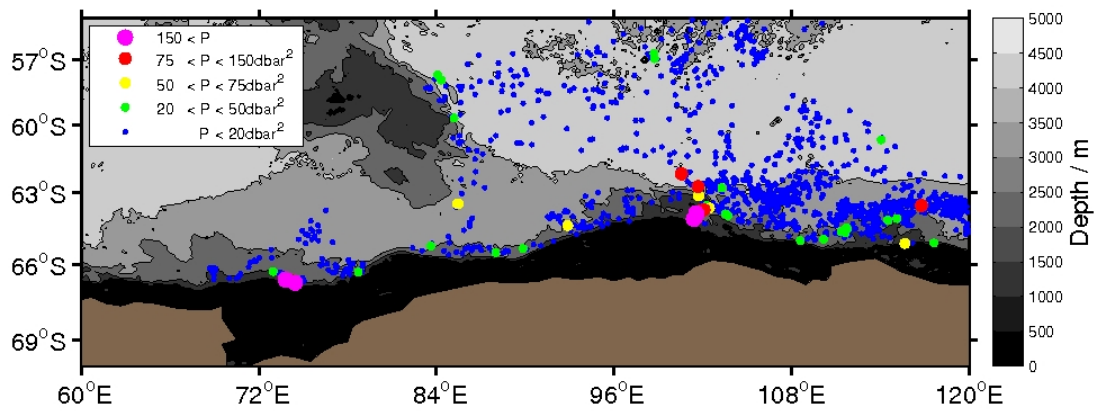 150 < P
75 < P < 150dbar²
50 < P < 75dbar²
20 < P < 50dbar²
P < 20dbar²
57°S
60°S
63°S
66°S
69°S
60°E
72°E
84°E
96°E
108°E
120°E
5000
4500
4000
3500
3000
2500
2000
1500
1000
500
0
Depth / m